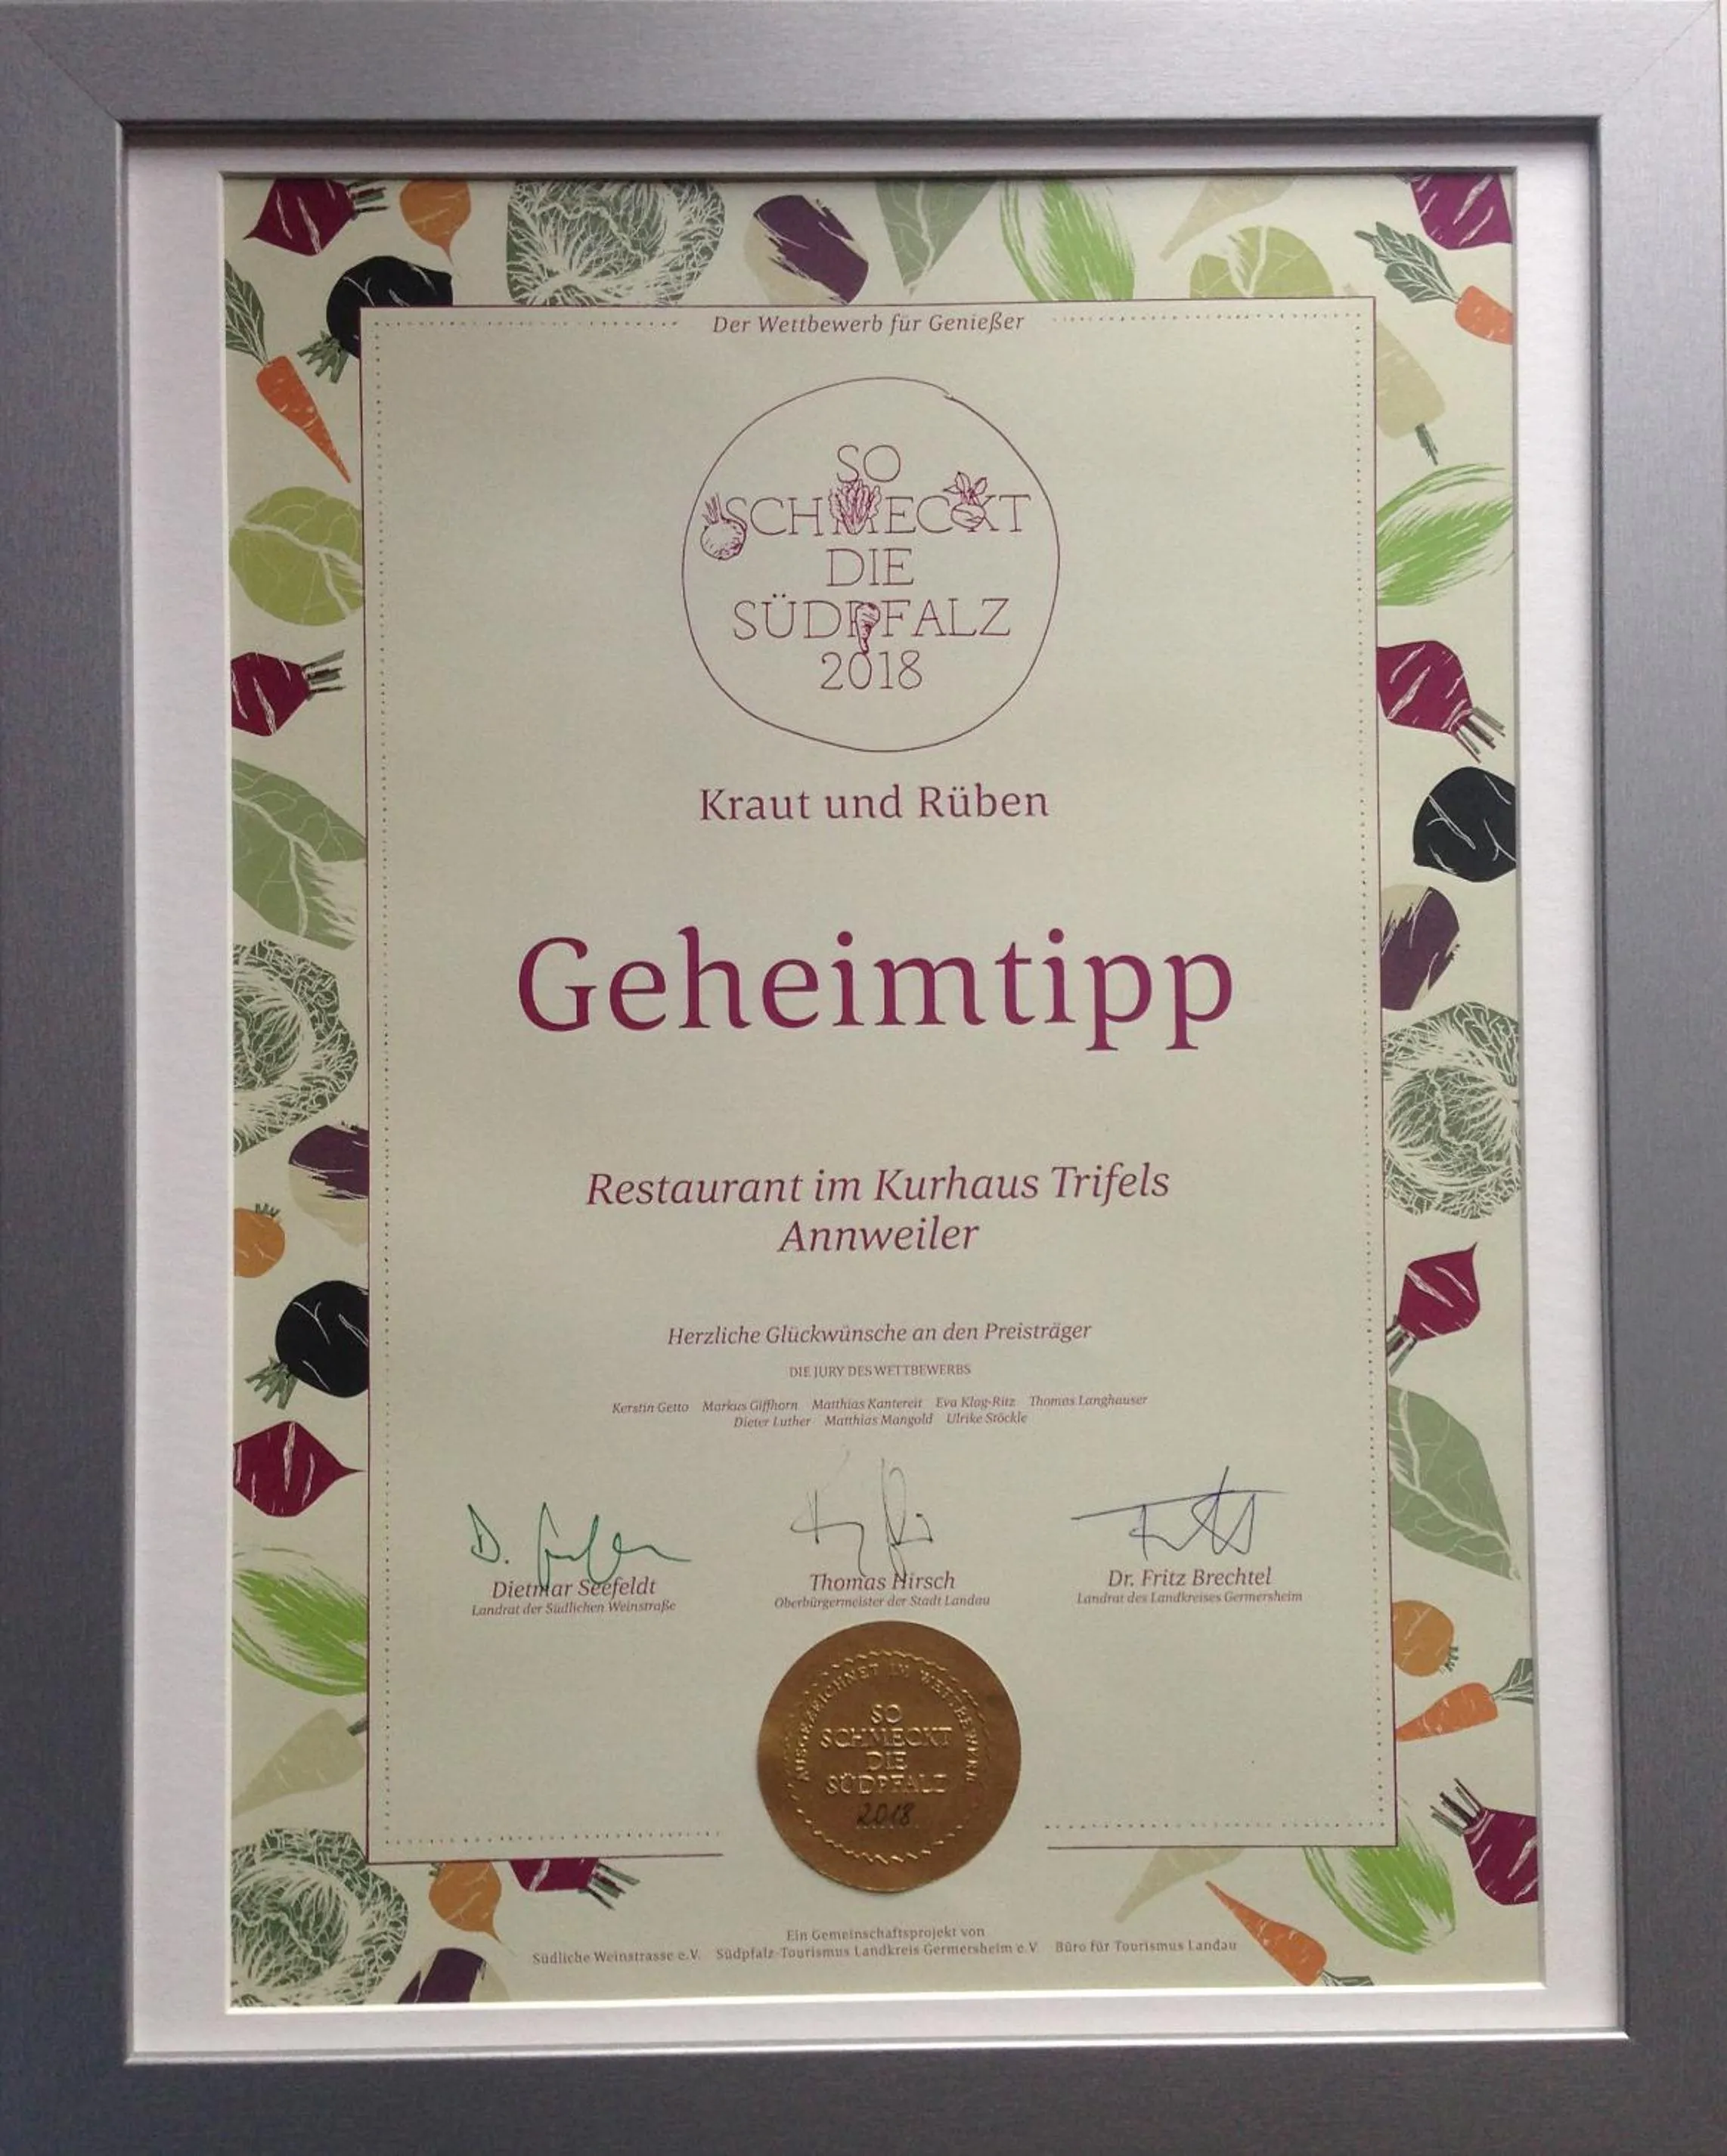 Der Wettbewerb für Genießer
SO
SCHMECKT
DIE
SÜDPFALZ
2018
Kraut und Rüben
Geheimtipp
Restaurant im Kurhaus Trifels
Annweiler
Herzliche Glückwünsche an den Preisträger
DIE JURY DES WETTBEWERBS
Kerstin Getto Markus Giffhorn Matthias Kantereit Eva Klag-Ritz Thomas Langhauser
Dieter Luther Matthias Mangold Ulrike Stöckle
Dietmar Seefeldt
Landrat der Südlichen Weinstraße
Thomas Hirsch
Oberbürgermeister der Stadt Landau
Dr. Fritz Brechtel
Landrat des Landkreises Germersheim
AUSGEZEICHNET IM WETTBEWERB
SO
SCHMECKT
DIE
SÜDPFALZ
2018
Ein Gemeinschaftsprojekt von
Südliche Weinstrasse e.V. Südpfalz-Tourismus Landkreis Germersheim e.V. Büro für Tourismus Landau